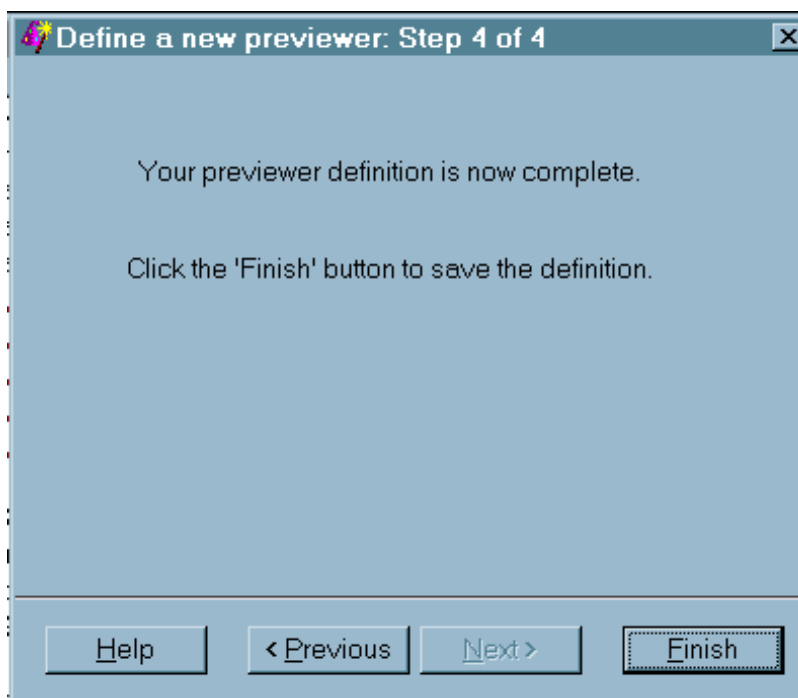 Define a new previewer: Step 4 of 4
Your previewer definition is now complete.
Click the 'Finish' button to save the definition.
Help
< Previous
Next >
Finish